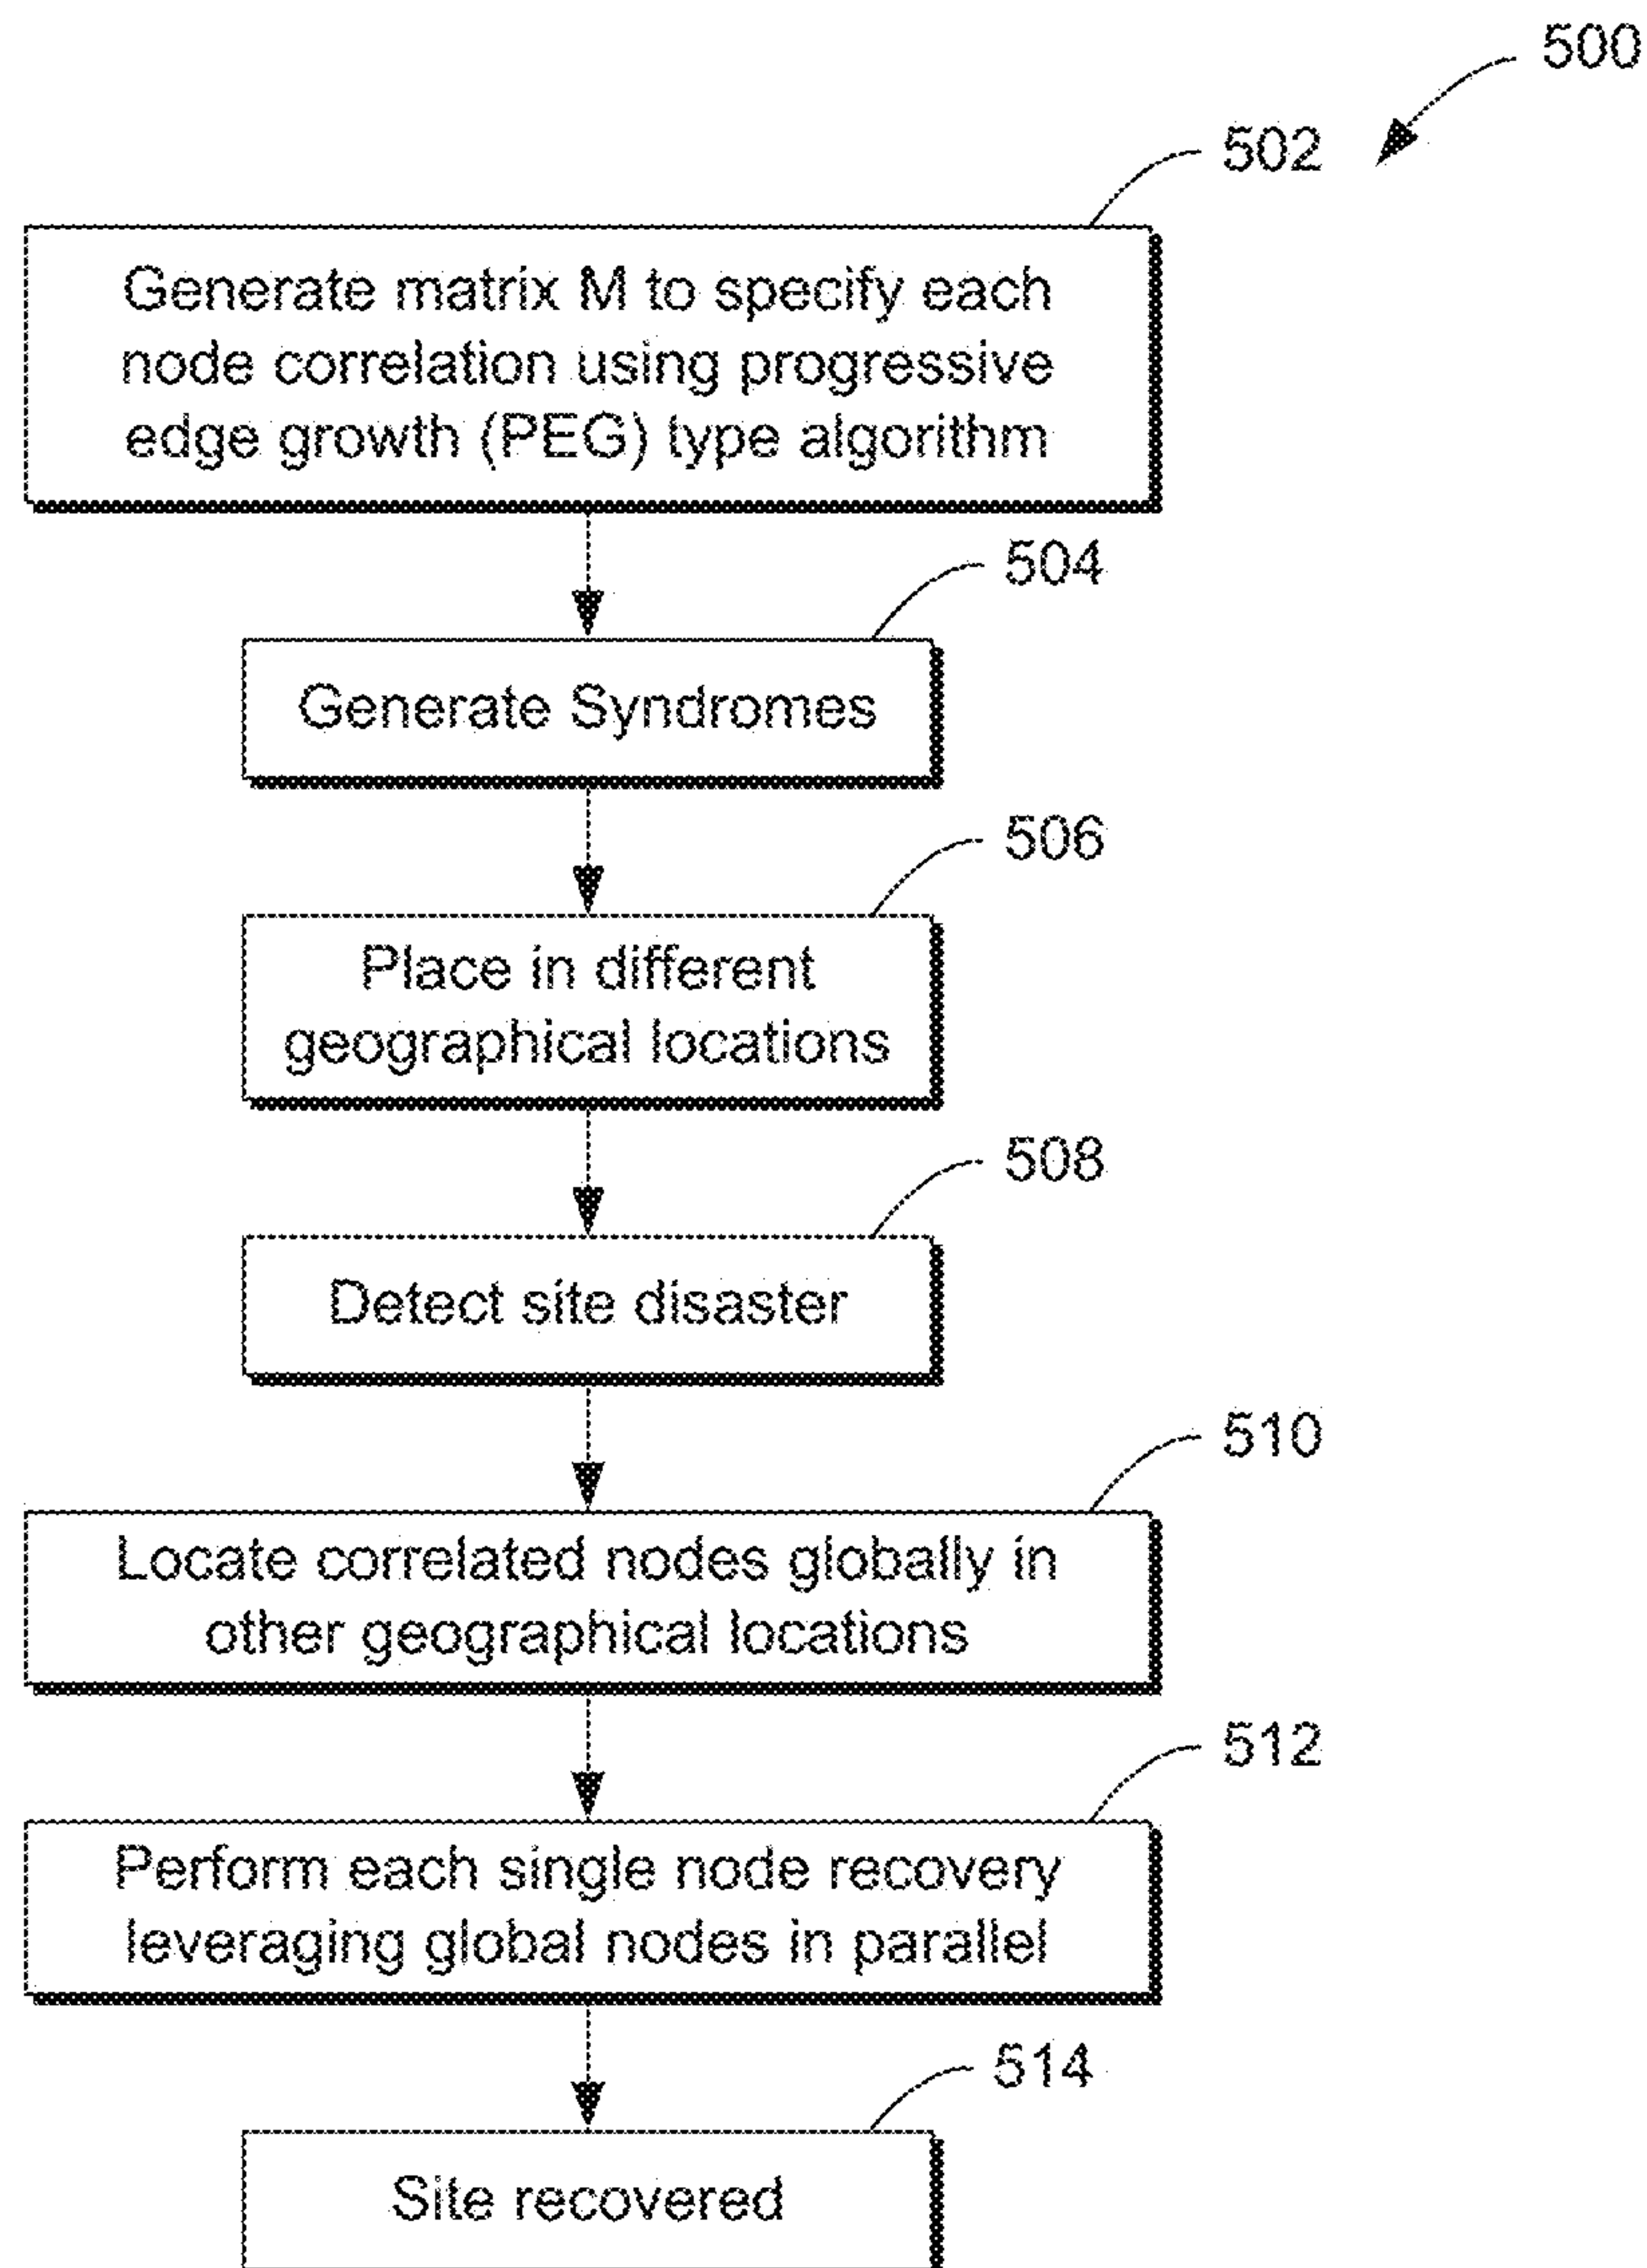 500
502
Generate matrix M to specify each
node correlation using progressive
edge growth (PEG) type algorithm
504
Generate Syndromes
506
Place in different
geographical locations
508
Detect site disaster
510
Locate correlated nodes globally in
other geographical locations
512
Perform each single node recovery
leveraging global nodes in parallel
514
Site recovered